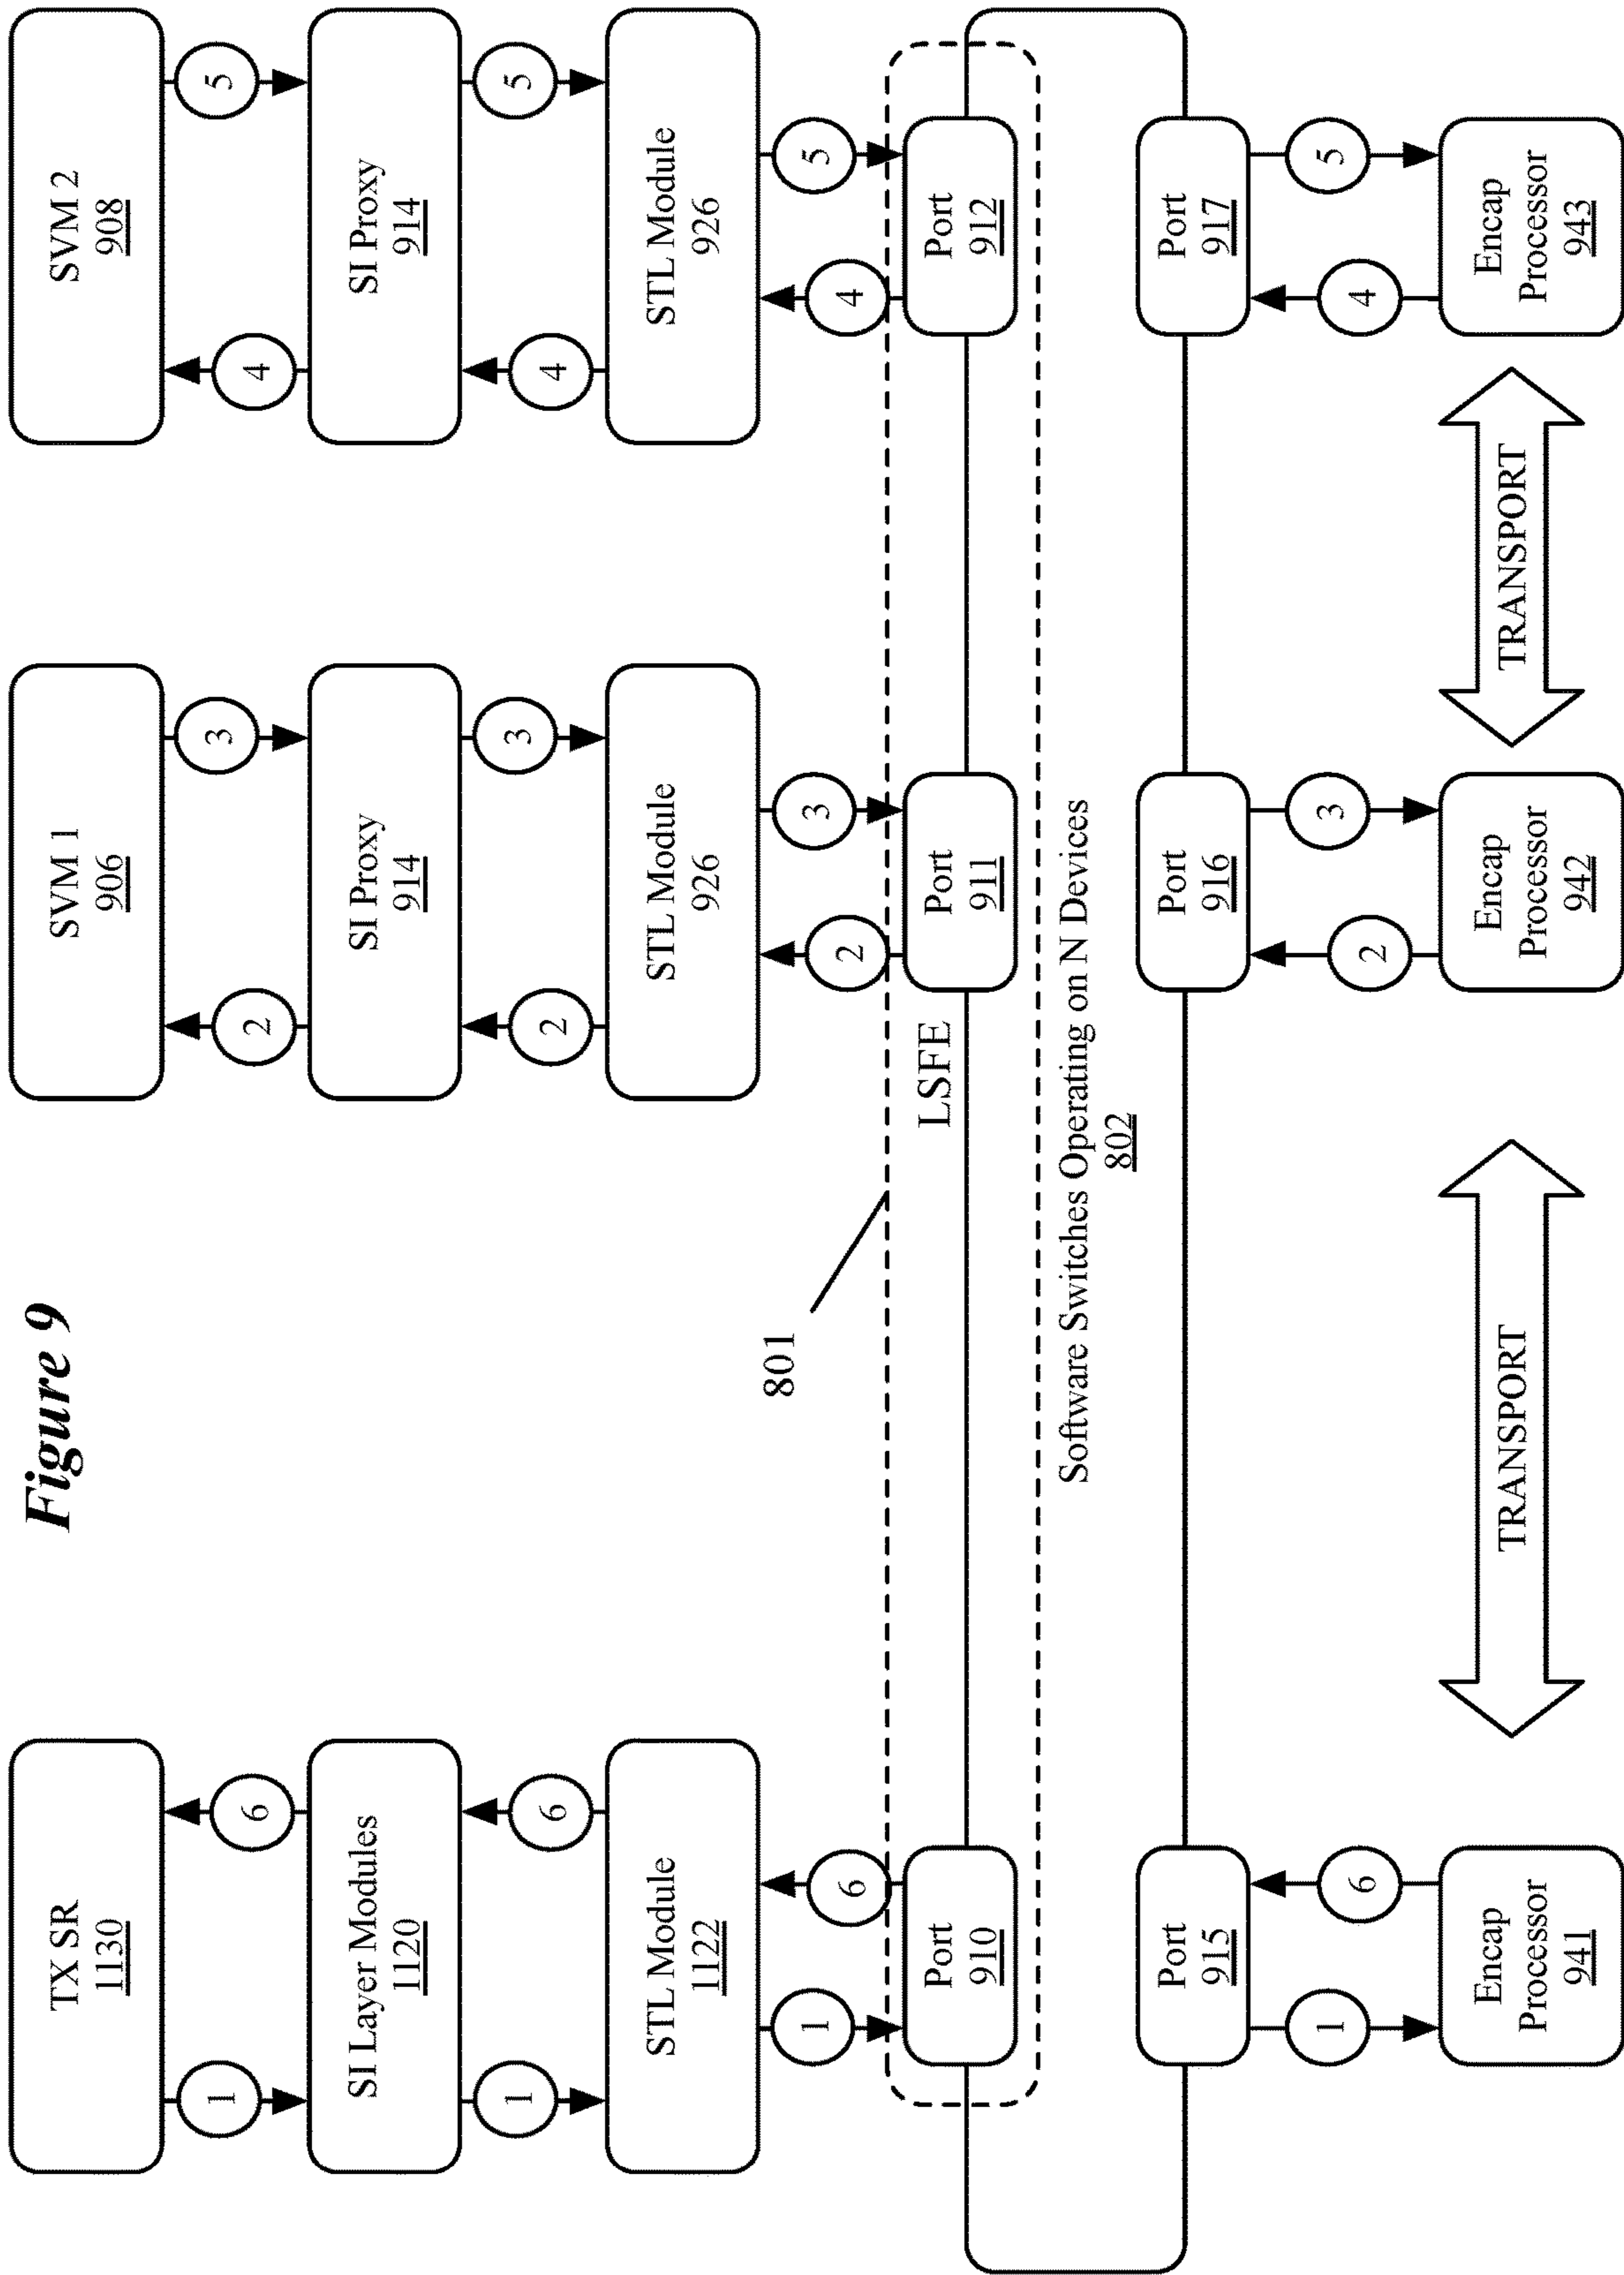 Figure 9
TX SR
1130
SVM 1
906
SVM 2
908
1
6
2
3
4
5
SI Layer Modules
1120
SI Proxy
914
SI Proxy
914
1
6
2
3
4
5
STL Module
1122
STL Module
926
STL Module
926
801
1
6
2
3
4
5
Port
910
LSFE
Port
911
Port
912
Software Switches Operating on N Devices
802
Port
915
Port
916
Port
917
1
6
2
3
4
5
Encap
Processor
941
TRANSPORT
Encap
Processor
942
TRANSPORT
Encap
Processor
943